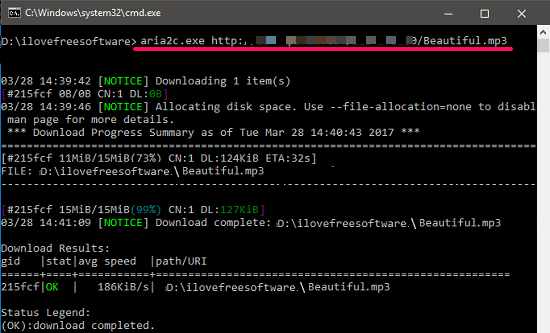 C:\Windows\system32\cmd.exe
D:\ilovefreesoftware> aria2c.exe http: 0/Beautiful.mp3
03/28 14:39:42 [NOTICE] Downloading 1 item(s)
[#215fcf 0B/0B CN:1 DL:0B]
03/28 14:39:46 [NOTICE] Allocating disk space. Use --file-allocation=none to disabl
man page for more details.
*** Download Progress Summary as of Tue Mar 28 14:40:43 2017 ***
===================================================================================
[#215fcf 11MiB/15MiB(73%) CN:1 DL:124KiB ETA:32s]
FILE: D:\ilovefreesoftware.\Beautiful.mp3
-----------------------------------------------------------------------------------
[#215fcf 15MiB/15MiB(99%) CN:1 DL:127KiB]
03/28 14:41:09 [NOTICE] Download complete: D:\ilovefreesoftware.\Beautiful.mp3
Download Results:
gid |stat|avg speed |path/URI
======+====+===========+=======================================================
215fcf|OK | 186KiB/s| D:\ilovefreesoftware.\Beautiful.mp3
Status Legend:
(OK):download completed.